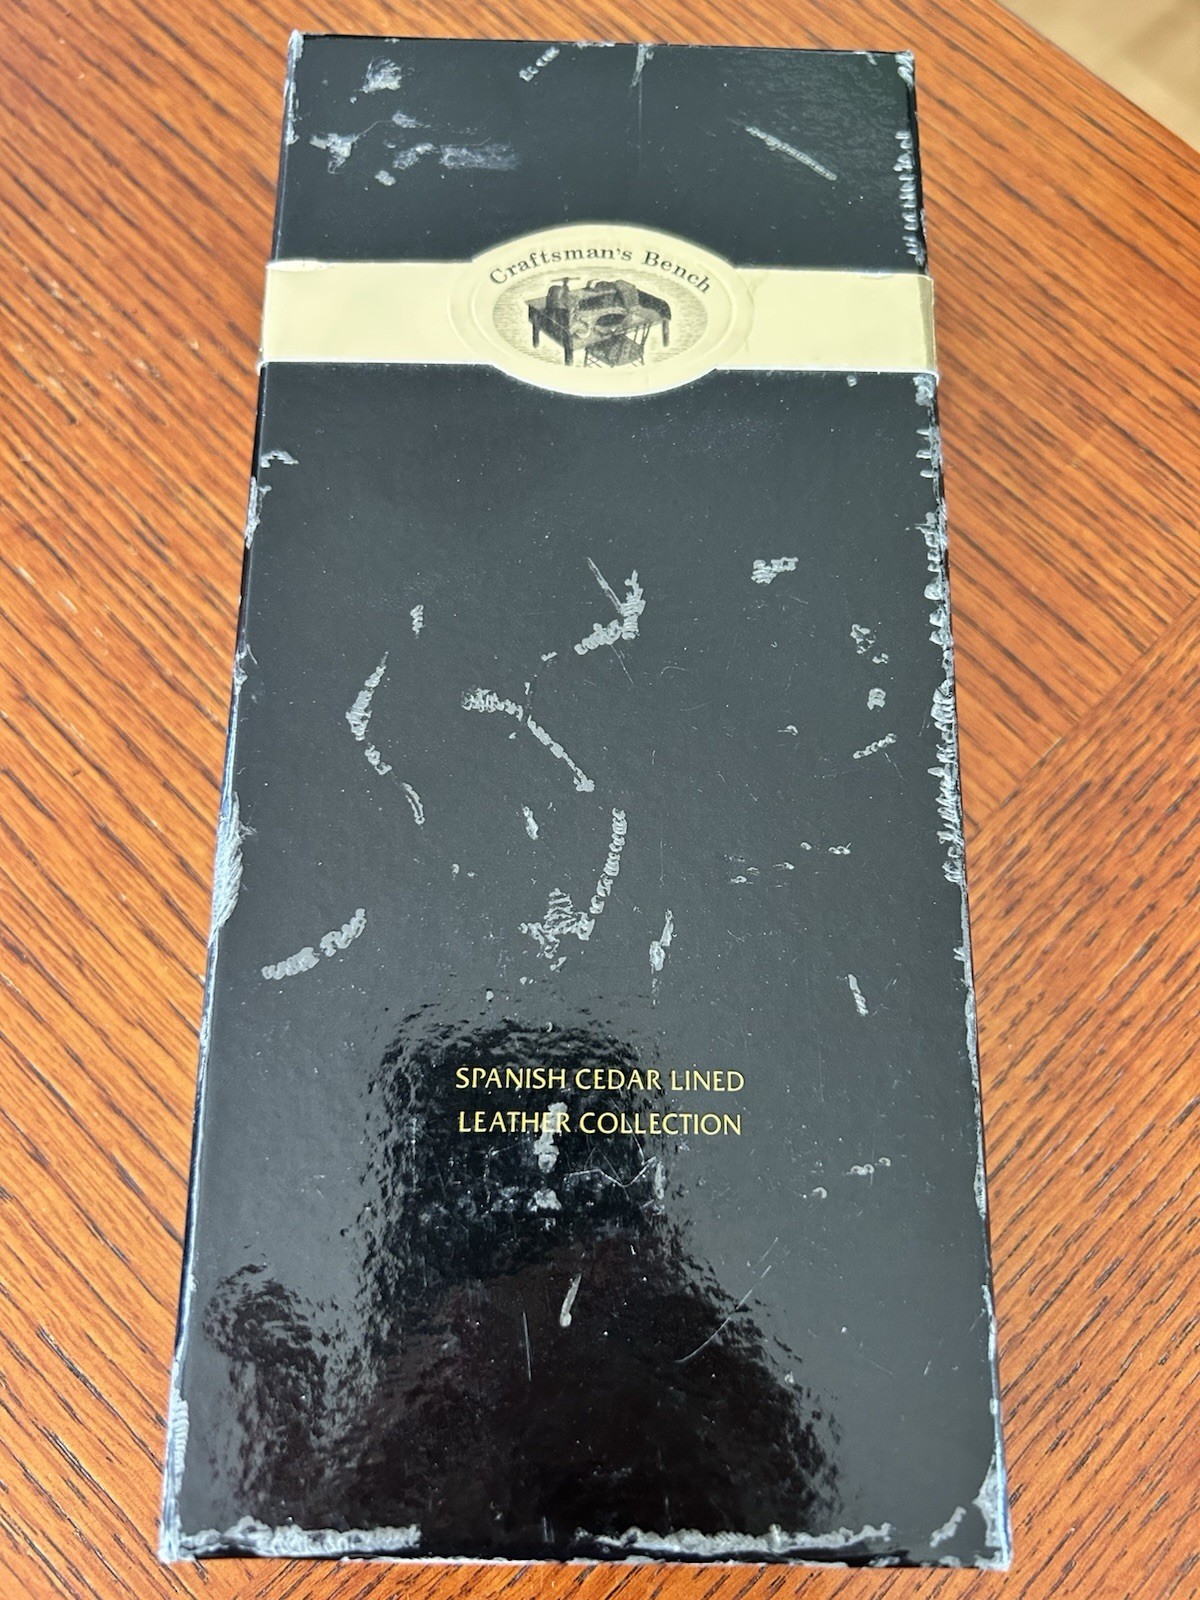 Craftsman's Bench
SPANISH CEDAR LINED
LEATHER COLLECTION